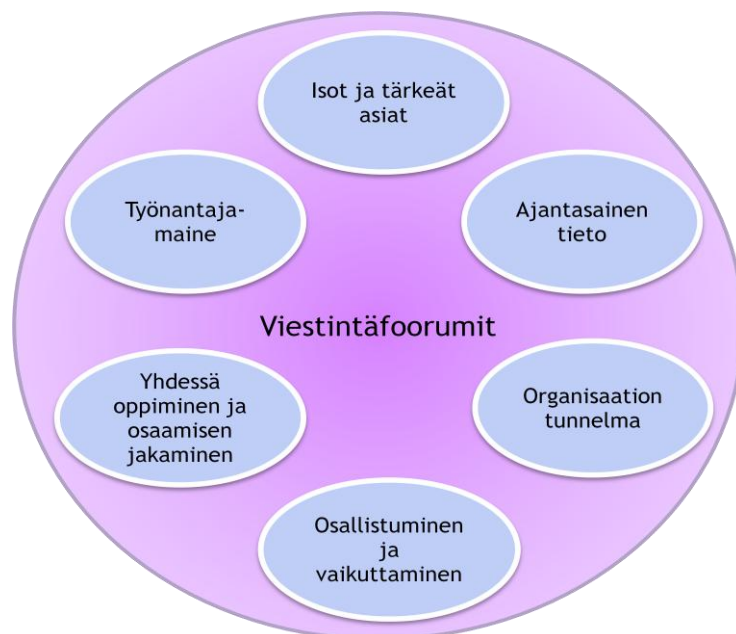 Isot ja tärkeät
asiat
Työnantaja-
maine
Ajantasainen
tieto
Viestintäfoorumit
Yhdessä
oppiminen ja
osaamisen
jakaminen
Organisaation
tunnelma
Osallistuminen
ja
vaikuttaminen